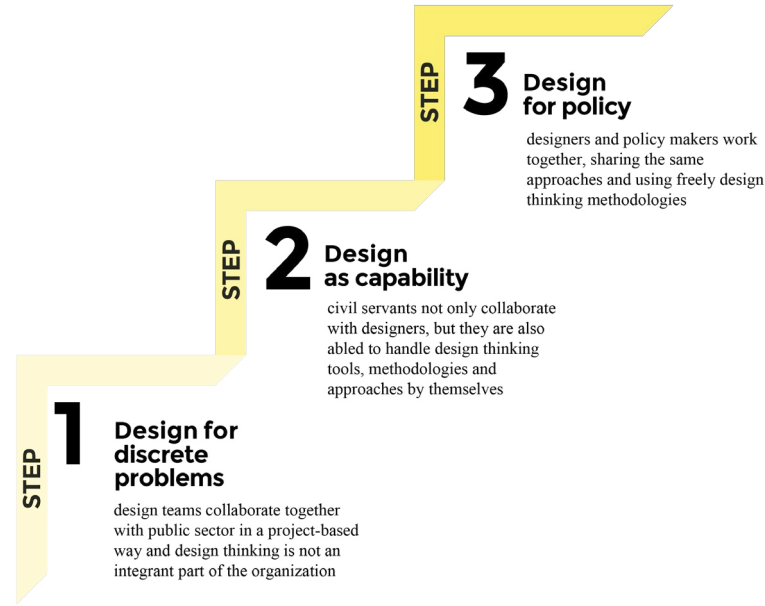 STEP
3
Design
for policy
designers and policy makers work
together, sharing the same
approaches and using freely design
thinking methodologies
STEP
2
Design
as capability
civil servants not only collaborate
with designers, but they are also
abled to handle design thinking
tools, methodologies and
approaches by themselves
STEP
1
Design for
discrete
problems
design teams collaborate together
with public sector in a project-based
way and design thinking is not an
integrant part of the organization